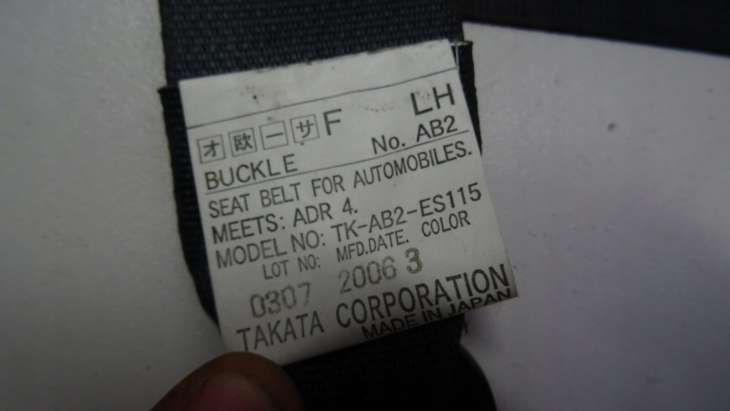 オ 欧 一 サ F LH
BUCKLE No. AB2
SEAT BELT FOR AUTOMOBILES.
MEETS: ADR 4.
MODEL NO: TK-AB2-ES115
LOT NO: MFD.DATE. COLOR
0307 2006 3
TAKATA CORPORATION
MADE IN JAPAN